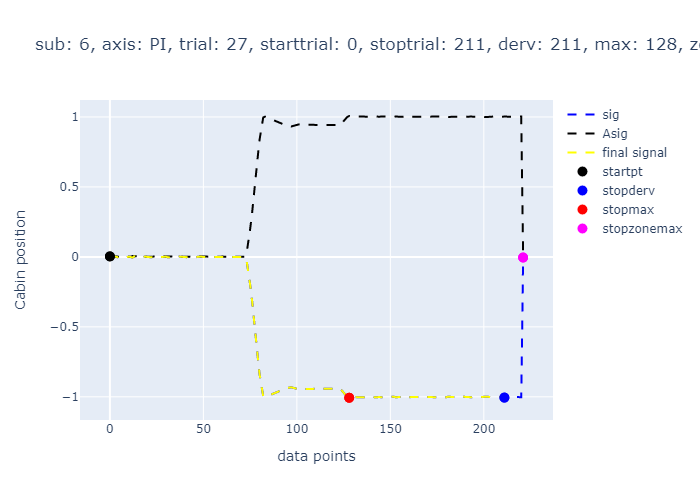 sub: 6, axis: PI, trial: 27, starttrial: 0, stoptrial: 211, derv: 211, max: 128,
1
0.5
0
−0.5
−1
Cabin position
0
50
100
150
200
data points
sig
Asig
final signal
startpt
stopderv
stopmax
stopzonemax